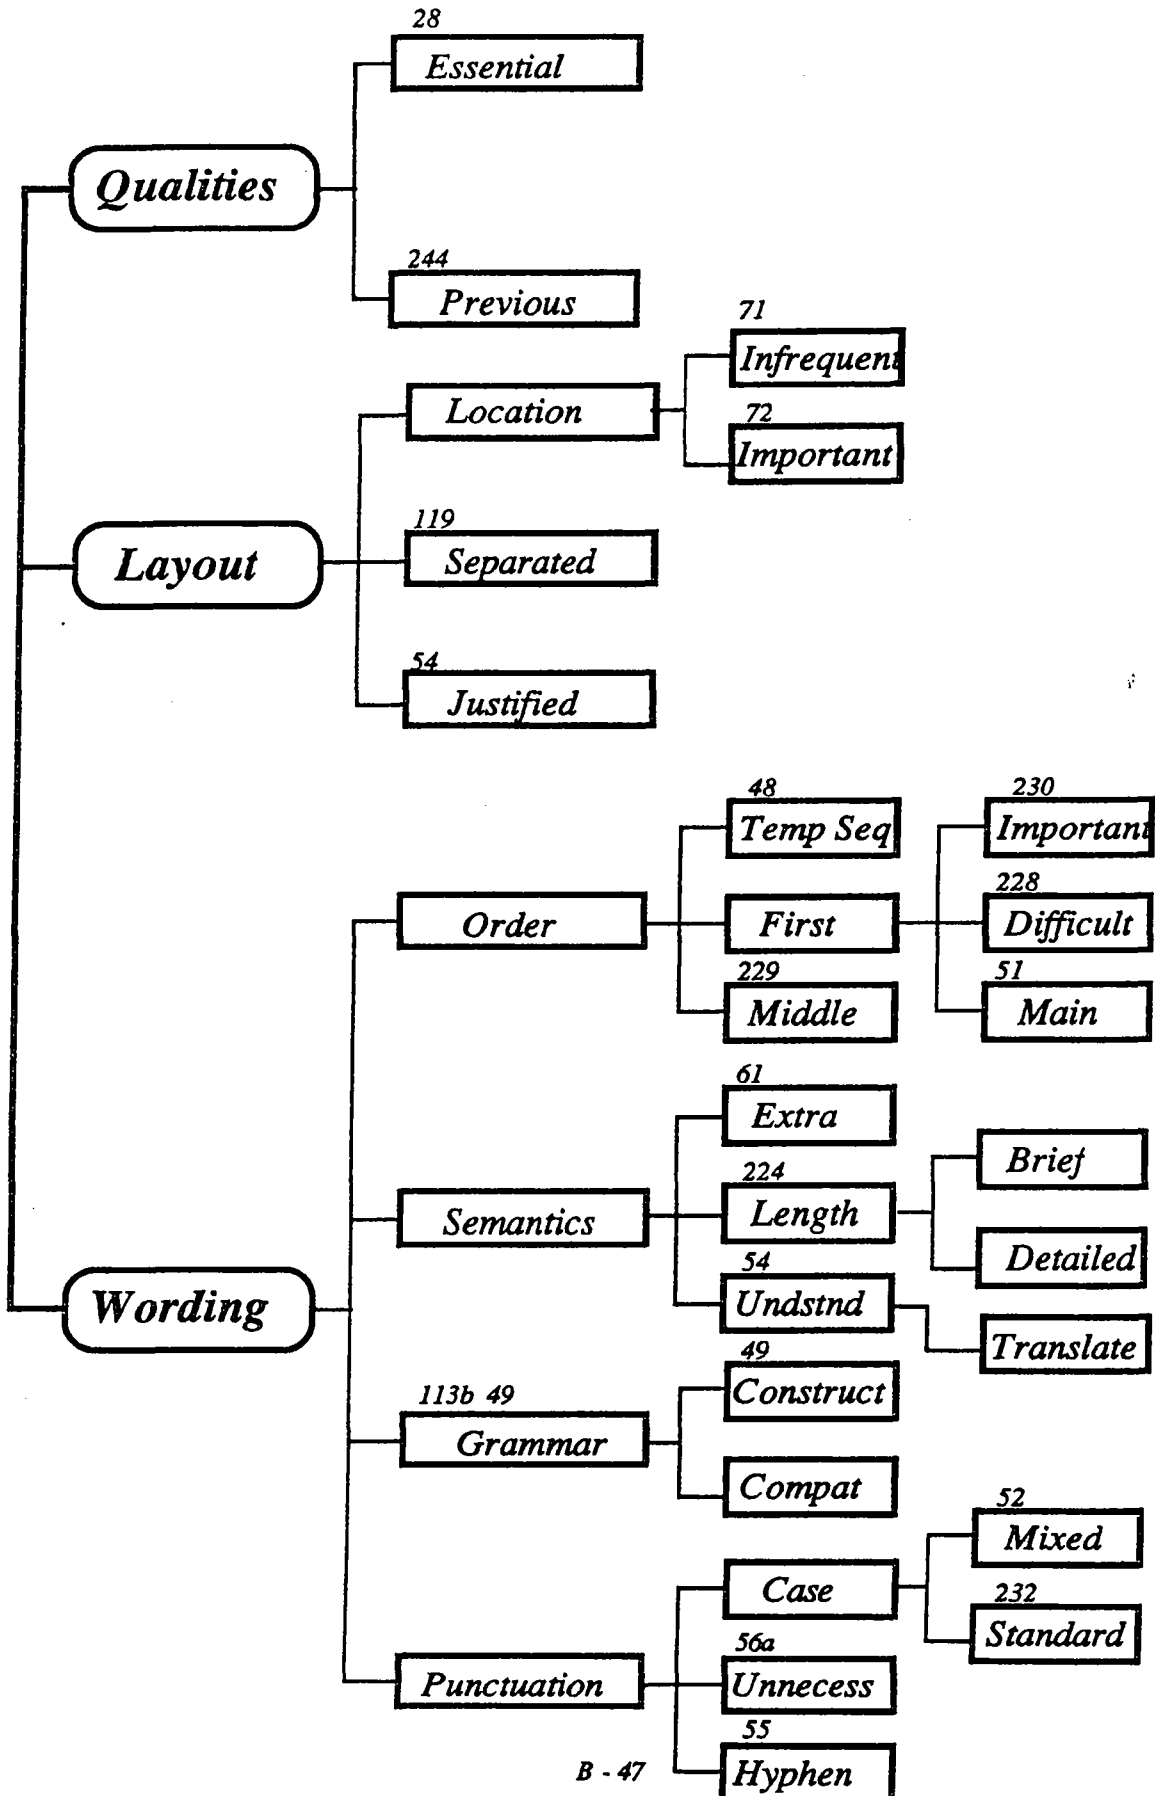 28
Essential
Qualities
244
Previous
71
Infrequent
Location
72
Important
119
Separated
Layout
54
Justified
48
Temp Seq
230
Important
Order
First
228
Difficult
229
Middle
51
Main
61
Extra
Brief
Semantics
224
Length
Detailed
54
Undstnd
Translate
Wording
113b 49
Grammar
49
Construct
Compat
52
Mixed
Case
232
Standard
Punctuation
56a
Unnecess
55
Hyphen
B - 47